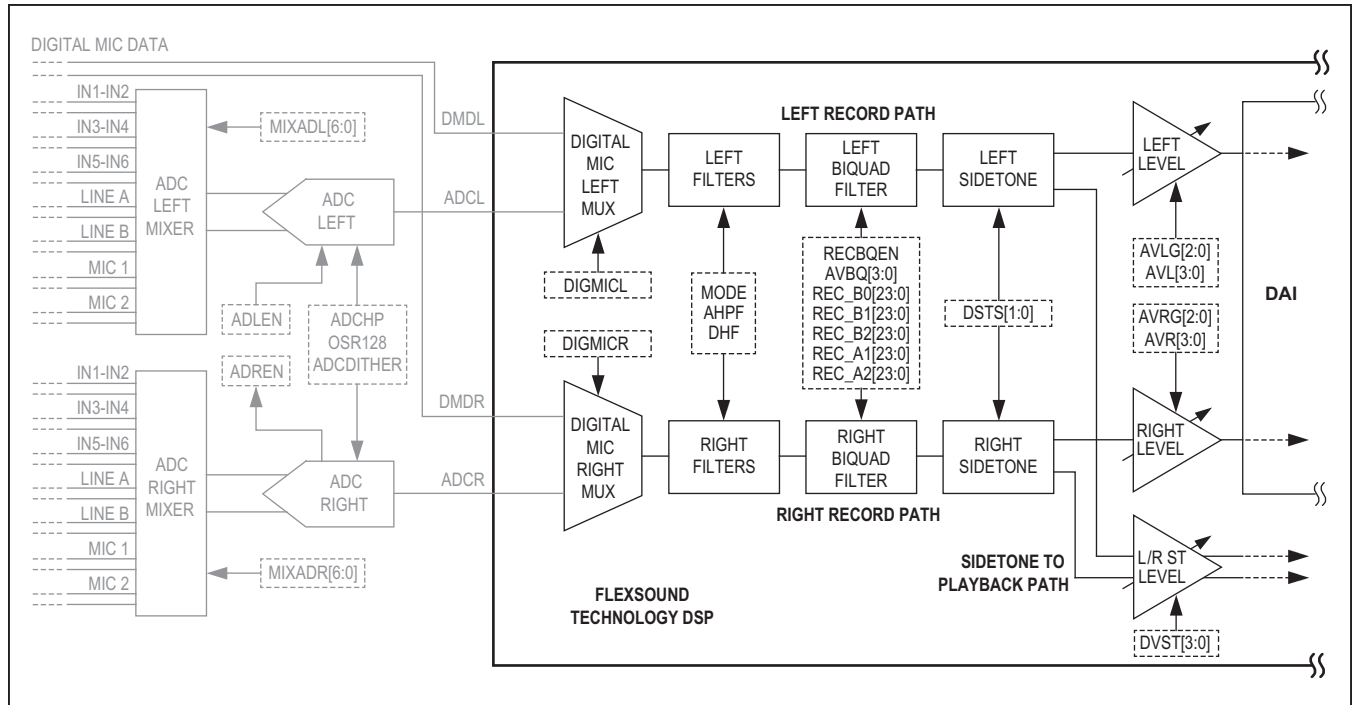 DIGITAL MIC DATA
IN1-IN2
IN3-IN4
IN5-IN6
LINE A
LINE B
MIC 1
MIC 2
ADC
LEFT
MIXER
MIXADL[6:0]
ADC
LEFT
ADLEN
ADCHP
OSR128
ADCDITHER
ADREN
IN1-IN2
IN3-IN4
IN5-IN6
LINE A
LINE B
MIC 1
MIC 2
ADC
RIGHT
MIXER
ADC
RIGHT
MIXADR[6:0]
DMDL
ADCL
DMDR
ADCR
DIGITAL
MIC
LEFT
MUX
DIGMICL
DIGMICR
DIGITAL
MIC
RIGHT
MUX
LEFT RECORD PATH
LEFT
FILTERS
LEFT
BIQUAD
FILTER
LEFT
SIDETONE
LEFT
LEVEL
MODE
AHPF
DHF
RECBQEN
AVBQ[3:0]
REC_B0[23:0]
REC_B1[23:0]
REC_B2[23:0]
REC_A1[23:0]
REC_A2[23:0]
DSTS[1:0]
AVLG[2:0]
AVL[3:0]
DAI
AVRG[2:0]
AVR[3:0]
RIGHT
FILTERS
RIGHT
BIQUAD
FILTER
RIGHT
SIDETONE
RIGHT
LEVEL
RIGHT RECORD PATH
SIDETONE TO
PLAYBACK PATH
L/R ST
LEVEL
DVST[3:0]
FLEXSOUND
TECHNOLOGY DSP